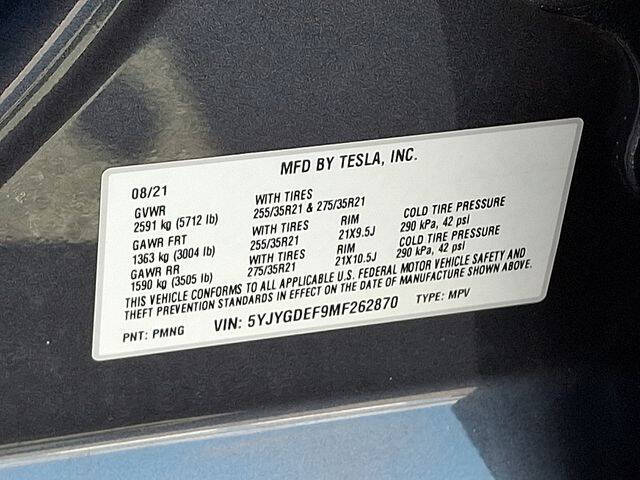 MFD BY TESLA, INC.
08/21
GVWR WITH TIRES
2591 kg (5712 lb) 255/35R21 & 275/35R21
GAWR FRT WITH TIRES RIM COLD TIRE PRESSURE
1363 kg (3004 lb) 255/35R21 21X9.5J 290 kPa, 42 psi
GAWR RR WITH TIRES RIM COLD TIRE PRESSURE
1590 kg (3505 lb) 275/35R21 21X10.5J 290 kPa, 42 psi
THIS VEHICLE CONFORMS TO ALL APPLICABLE U.S. FEDERAL MOTOR VEHICLE SAFETY AND
THEFT PREVENTION STANDARDS IN EFFECT ON THE DATE OF MANUFACTURE SHOWN ABOVE.
PNT: PMNG VIN: 5YJYGDEF9MF262870 TYPE: MPV